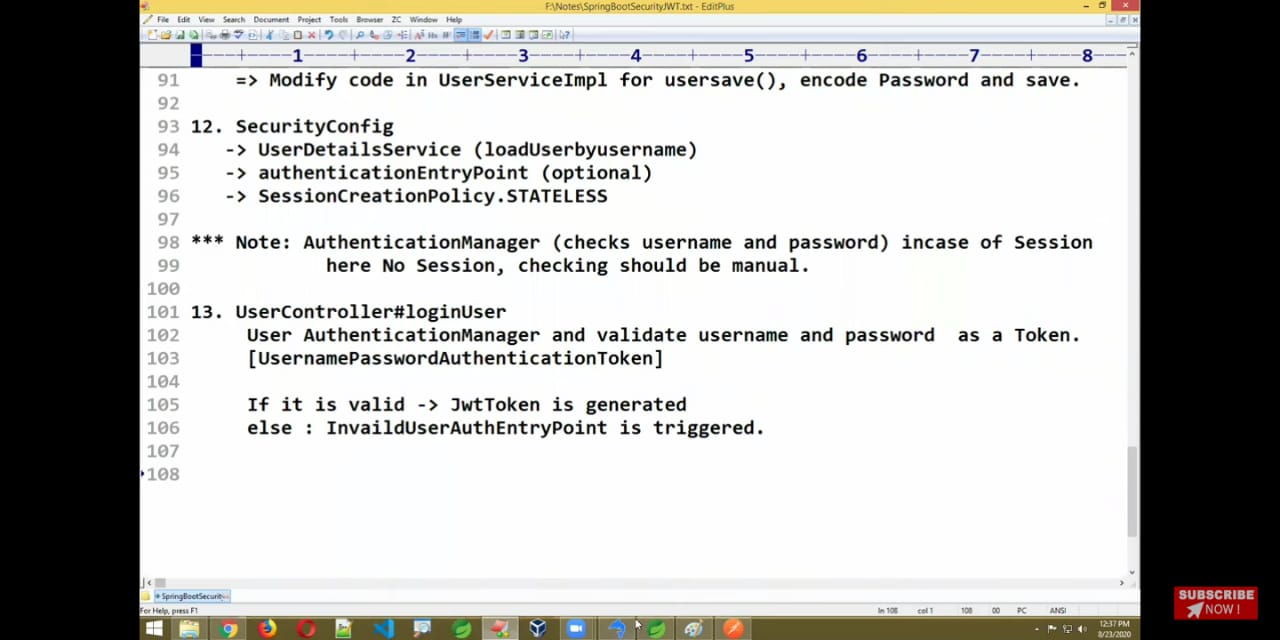 F:\Notes\SpringBootSecurityJWT.txt - EditPlus
File Edit View Search Document Project Tools Browser ZC Window Help
1 2 3 4 5 6 7 8
91 => Modify code in UserServiceImpl for usersave(), encode Password and save.
92
93 12. SecurityConfig
94 -> UserDetailsService (loadUserbyusername)
95 -> authenticationEntryPoint (optional)
96 -> SessionCreationPolicy.STATELESS
97
98 *** Note: AuthenticationManager (checks username and password) incase of Session
99 here No Session, checking should be manual.
100
101 13. UserController#loginUser
102 User AuthenticationManager and validate username and password as a Token.
103 [UsernamePasswordAuthenticationToken]
104
105 If it is valid -> JwtToken is generated
106 else : InvaildUserAuthEntryPoint is triggered.
107
108
SpringBootSecurity
For Help, press F1 ln 108 col 1 108 00 PC ANSI
12:37 PM
8/23/2020
SUBSCRIBE
NOW !